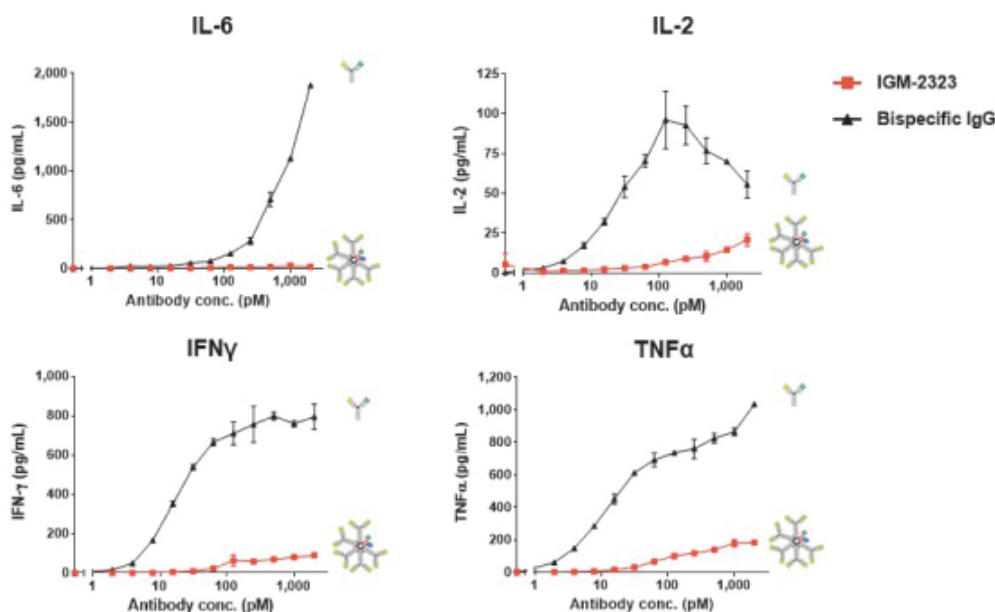 IL-6
2,000
1,500
1,000
500
0
IL-6 (pg/mL)
1 10 100 1,000
Antibody conc. (pM)
IL-2
125
100
75
50
25
0
IL-2 (pg/mL)
1 10 100 1,000
Antibody conc. (pM)
IGM-2323
Bispecific IgG
IFNγ
1,000
800
600
400
200
0
IFN-γ (pg/mL)
1 10 100 1,000
Antibody conc. (pM)
TNFα
1,200
1,000
800
600
400
200
0
TNFα (pg/mL)
1 10 100 1,000
Antibody conc. (pM)